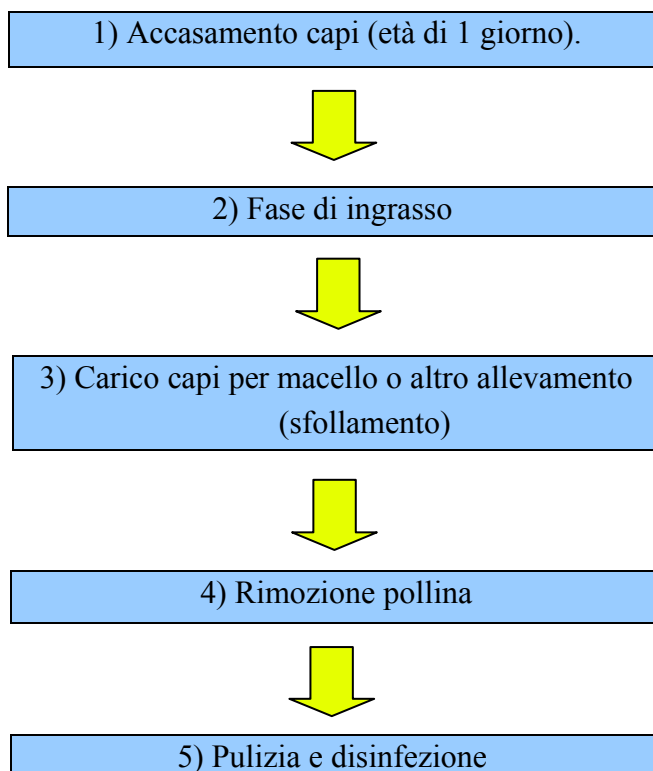 1) Accasamento capi (età di 1 giorno).
2) Fase di ingrasso
3) Carico capi per macello o altro allevamento
(sfollamento)
4) Rimozione pollina
5) Pulizia e disinfezione